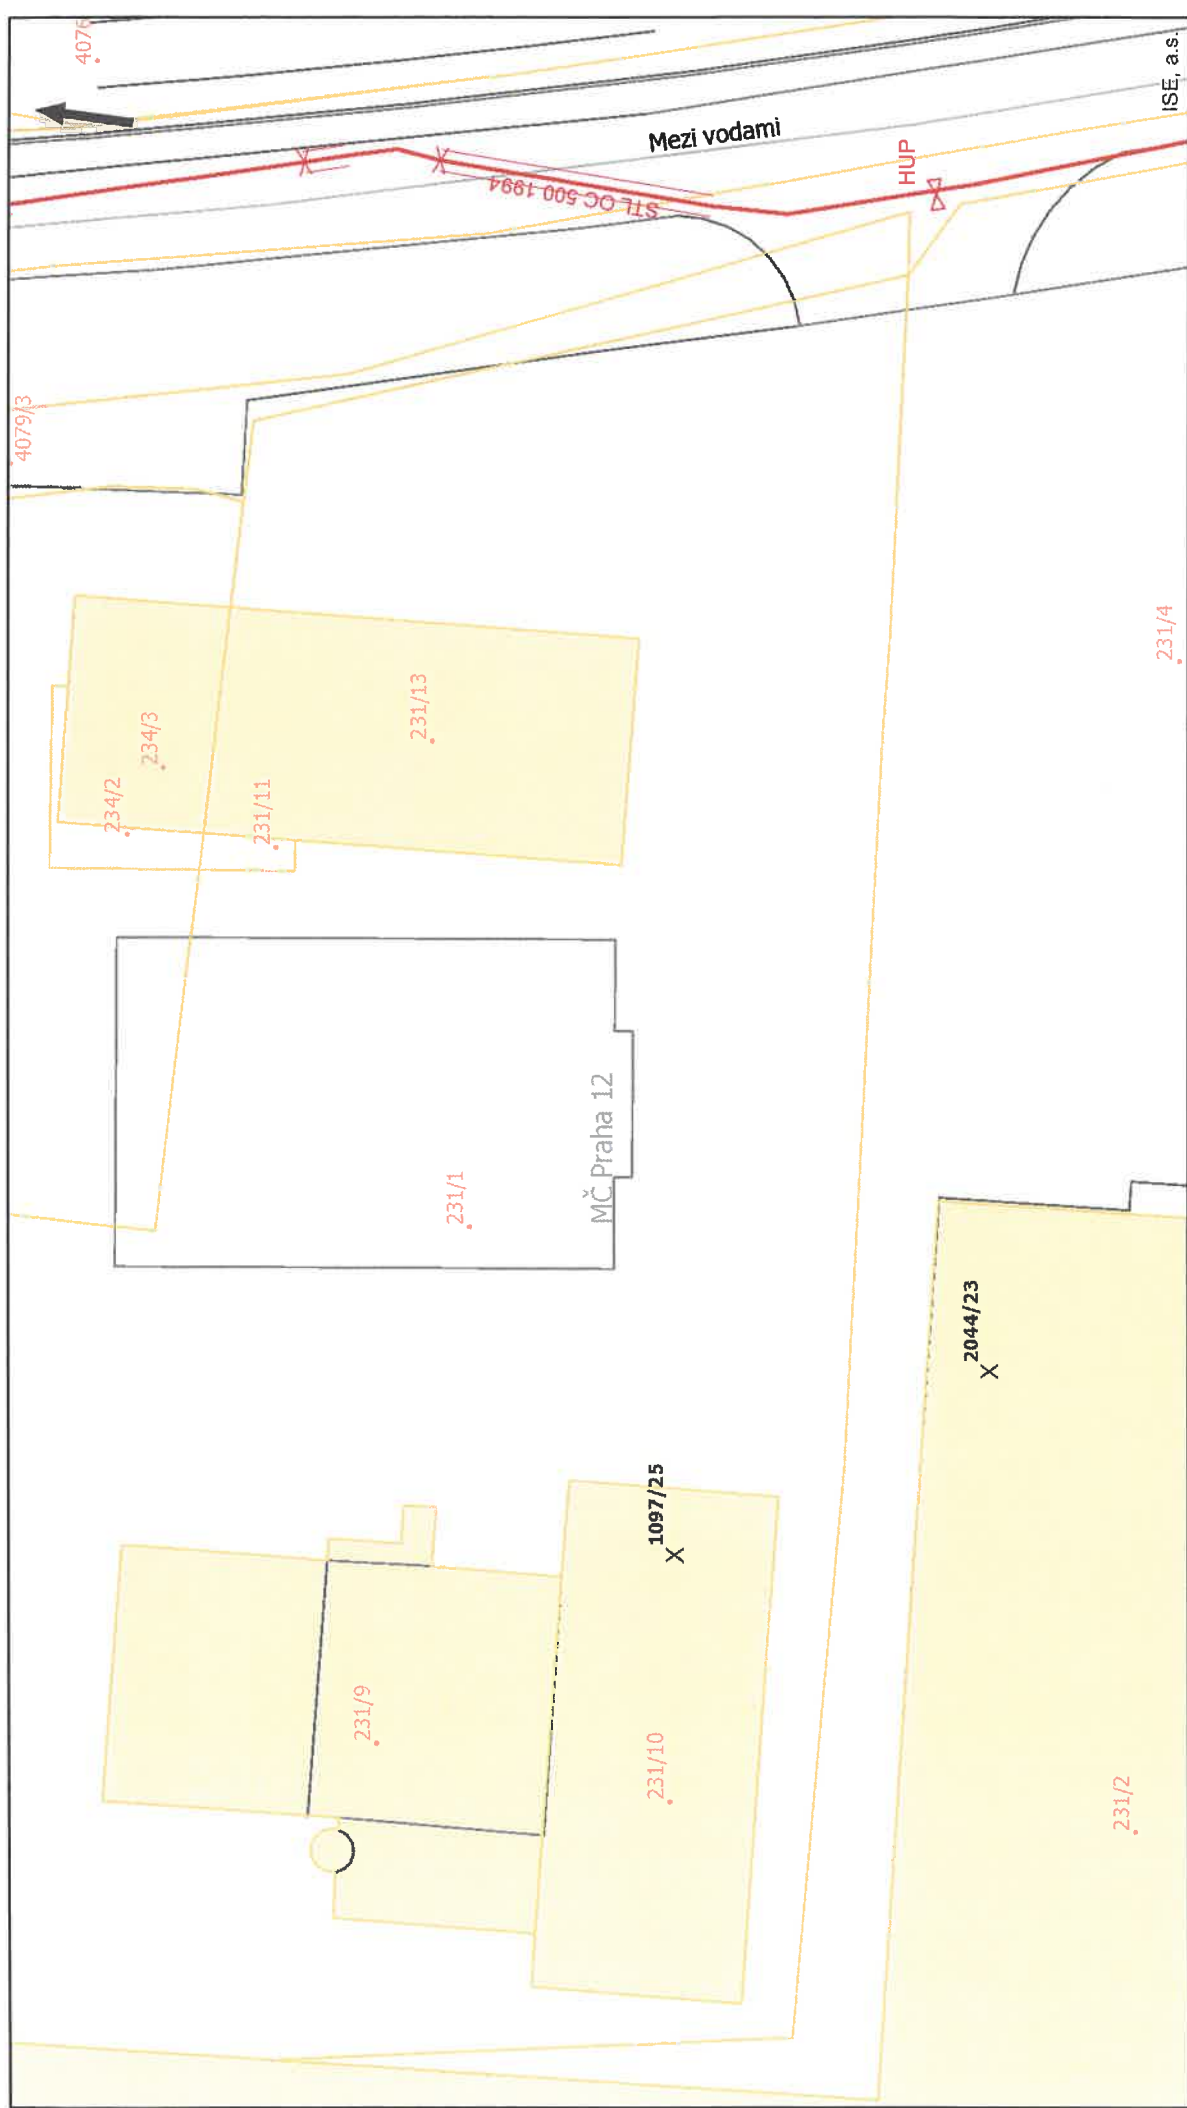 4076
4079/3
Mezi vodami
STL OC 500 1994
HUP
ISE, a.s.
234/2
234/3
231/11
231/13
231/4
231/1
MČ Praha 12
2044/23
X
1097/25
X
231/9
231/10
231/2